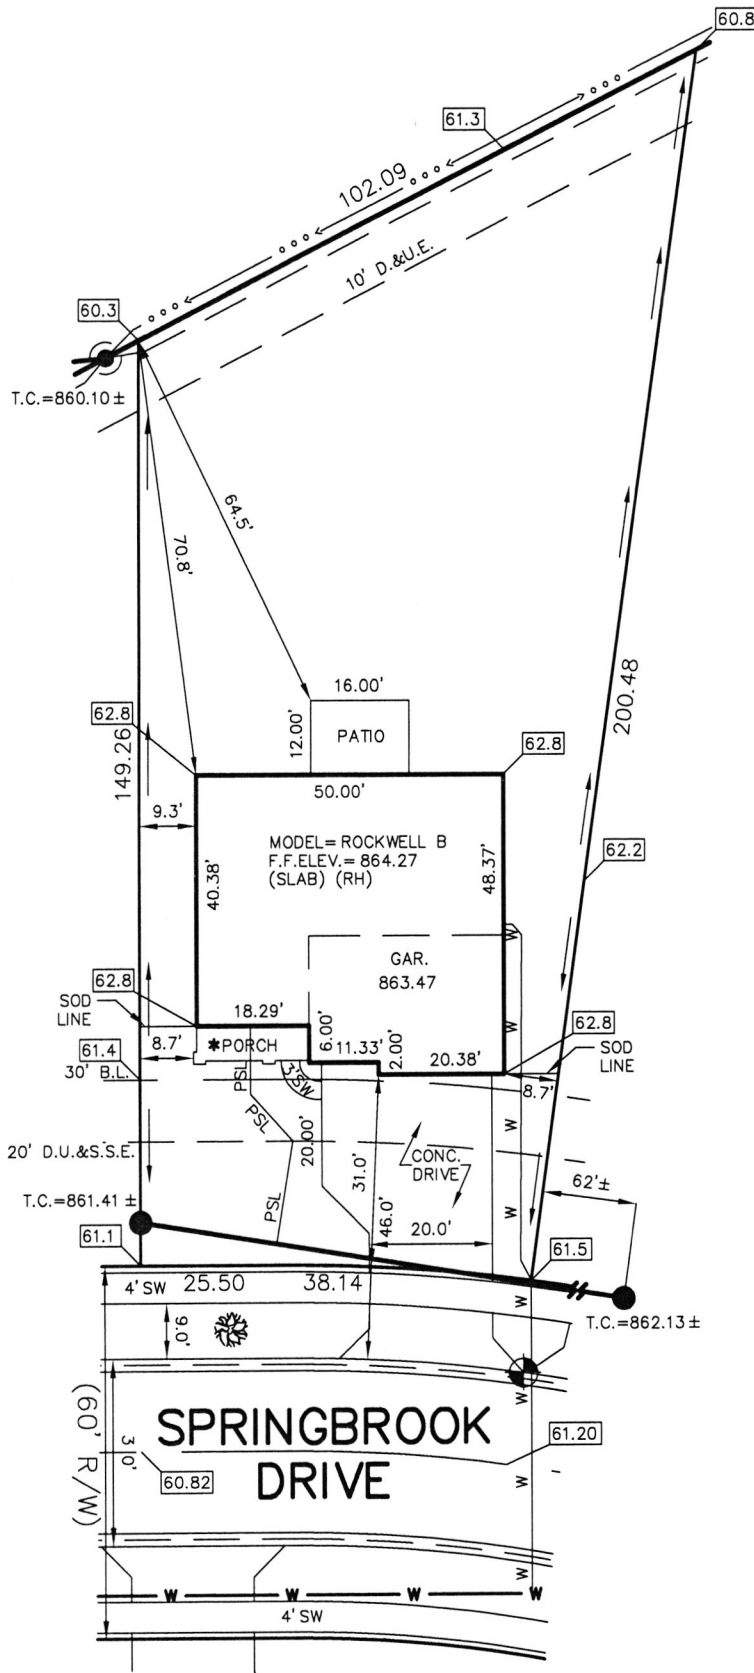 60.8
61.3
102.09
10' D.&U.E.
60.3
T.C.=860.10±
64.5'
70.8'
200.48
149.26
16.00'
12.00'
PATIO
62.8
62.8
50.00'
9.3'
MODEL= ROCKWELL B
F.F.ELEV.= 864.27
(SLAB) (RH)
40.38'
48.37'
62.2
W
GAR.
863.47
62.8
SOD
LINE
18.29'
6.00'
W
62.8
*PORCH
11.33'
2.00'
20.38'
SOD
LINE
61.4
8.7'
30' B.L.
PSL
3'SW
8.7'
PSL
W
20' D.U.&S.S.E.
20.00'
31.0'
CONC.
DRIVE
W
T.C.=861.41 ±
PSL
46.0'
20.0'
W
62'±
61.1
61.5
4'SW
25.50
38.14
W
T.C.=862.13±
9.0'
W
(60' R/W)
30'
SPRINGBROOK
DRIVE
61.20
60.82
W
W
W
W
W
W
4'SW